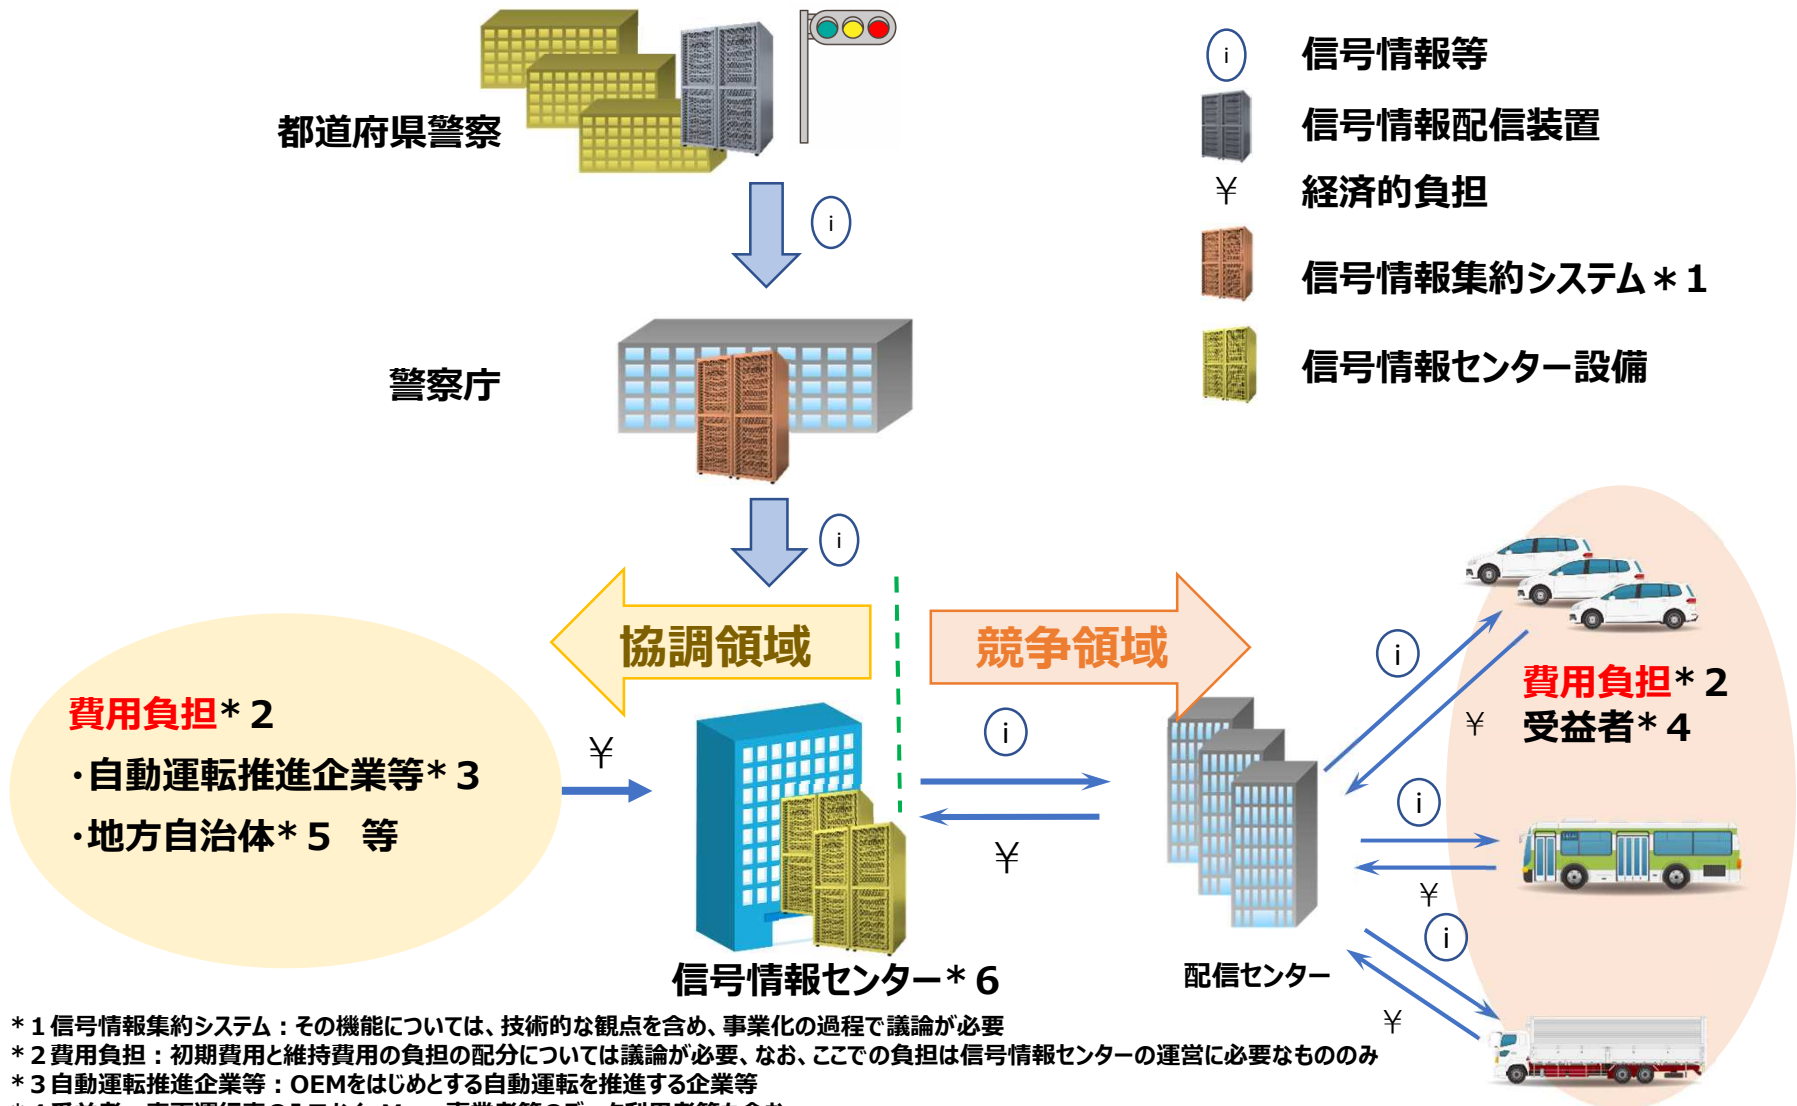 都道府県警察
i
i 信号情報等
信号情報配信装置
¥ 経済的負担
信号情報集約システム＊1
信号情報センター設備
警察庁
i
協調領域
競争領域
費用負担*2
・自動運転推進企業等*3
・地方自治体*5 等
¥
i
¥
i
¥
費用負担*2
受益者*4
i
¥
i
¥
信号情報センター*6
配信センター
*1信号情報集約システム：その機能については、技術的な観点を含め、事業化の過程で議論が必要
*2費用負担：初期費用と維持費用の負担の配分については議論が必要、なお、ここでの負担は信号情報センターの運営に必要なもののみ
*3自動運転推進企業等：OEMをはじめとする自動運転を推進する企業等